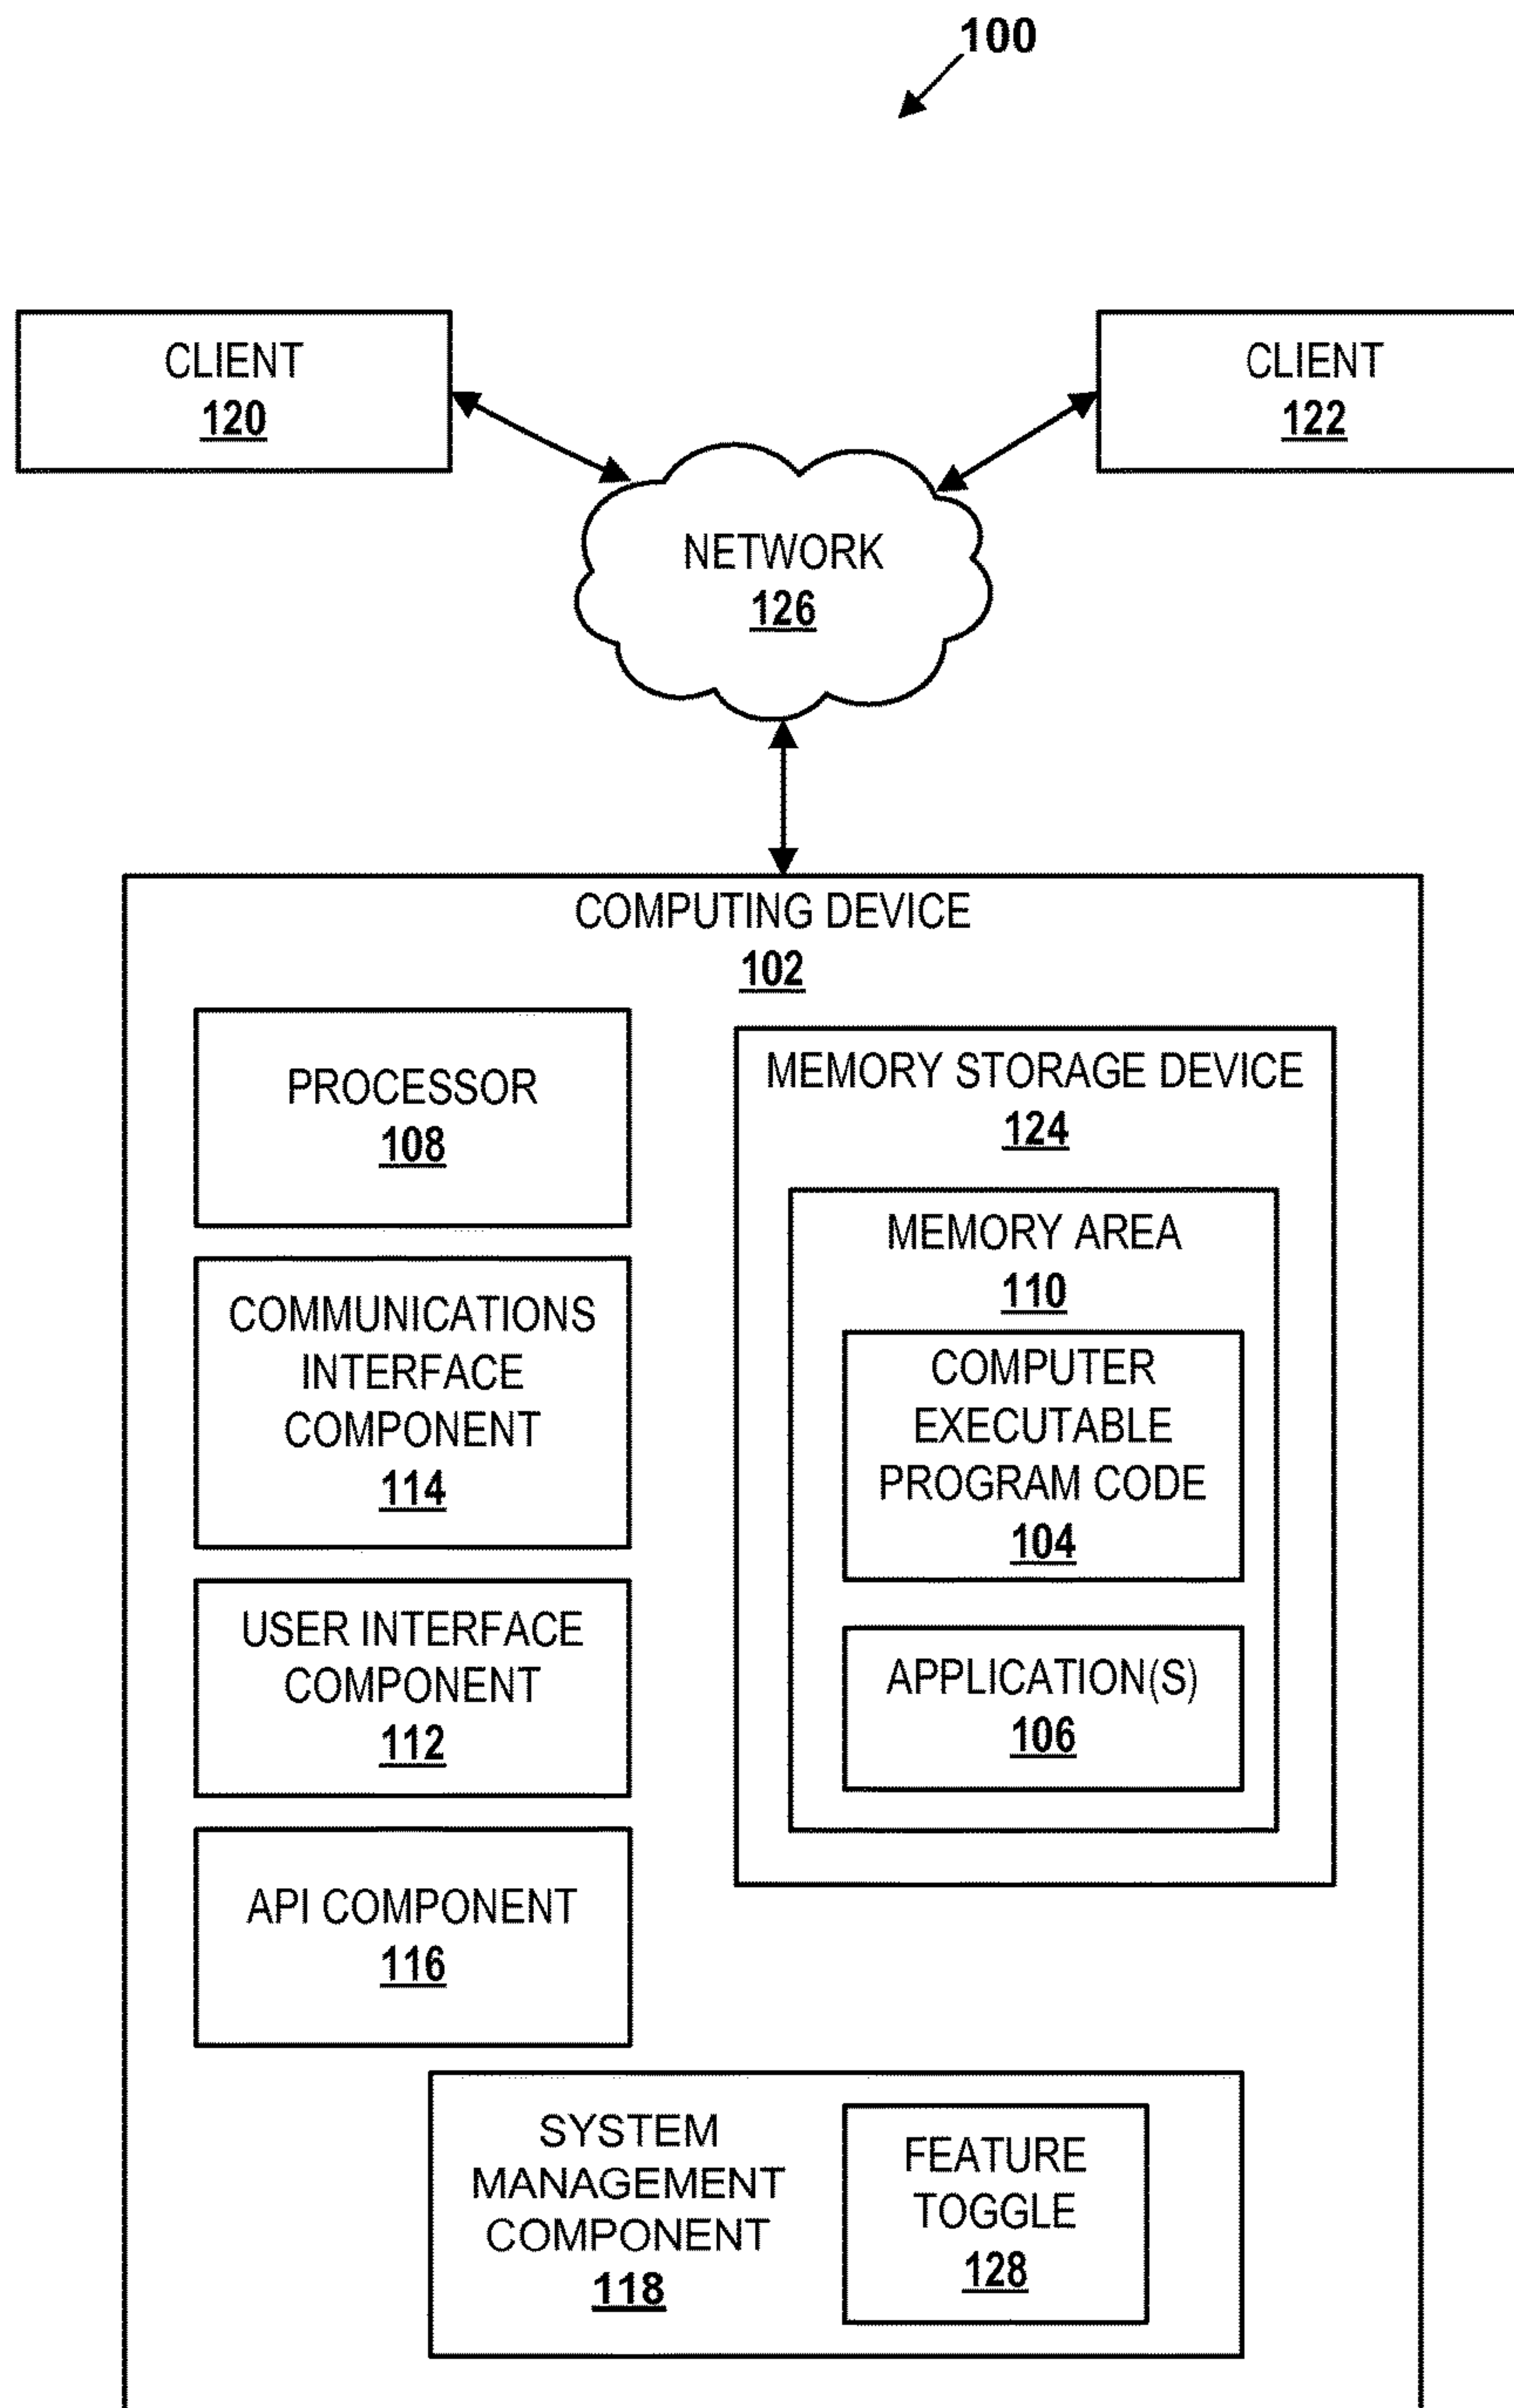 100
CLIENT
120
CLIENT
122
NETWORK
126
COMPUTING DEVICE
102
PROCESSOR
108
COMMUNICATIONS
INTERFACE
COMPONENT
114
USER INTERFACE
COMPONENT
112
API COMPONENT
116
MEMORY STORAGE DEVICE
124
MEMORY AREA
110
COMPUTER
EXECUTABLE
PROGRAM CODE
104
APPLICATION(S)
106
SYSTEM
MANAGEMENT
COMPONENT
118
FEATURE
TOGGLE
128